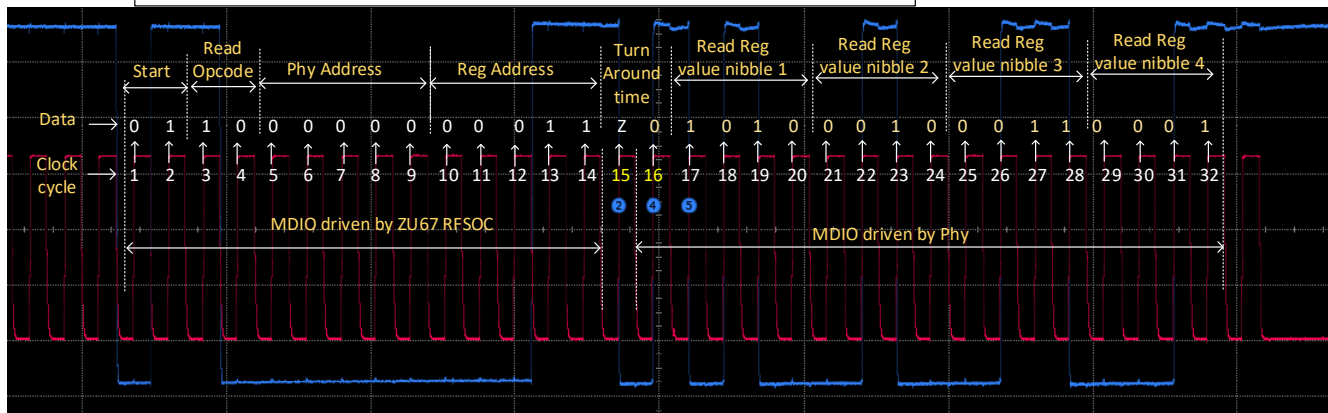 Start
Read
Opcode
Phy Address
Reg Address
Turn
Around
time
Read Reg
value nibble 1
Read Reg
value nibble 2
Read Reg
value nibble 3
Read Reg
value nibble 4
Data 0 1 1 0 0 0 0 0 0 0 0 0 1 1 Z 0 1 0 1 0 0 0 1 0 0 0 1 1 0 0 0 1
Clock
cycle
1 2 3 4 5 6 7 8 9 10 11 12 13 14 15 16 17 18 19 20 21 22 23 24 25 26 27 28 29 30 31 32
2 4 5
MDIO driven by ZU67 RFSOC
MDIO driven by Phy